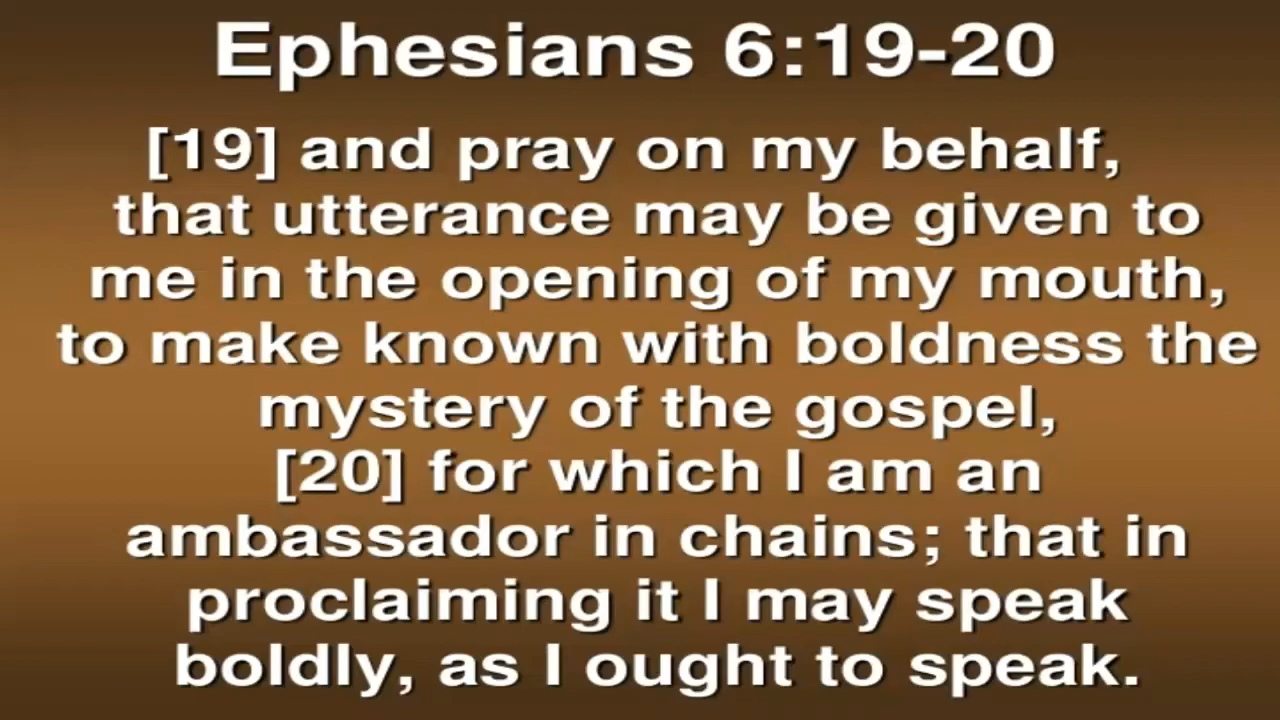 Ephesians 6:19-20
[19] and pray on my behalf,
that utterance may be given to
me in the opening of my mouth,
to make known with boldness the
mystery of the gospel,
[20] for which I am an
ambassador in chains; that in
proclaiming it I may speak
boldly, as I ought to speak.